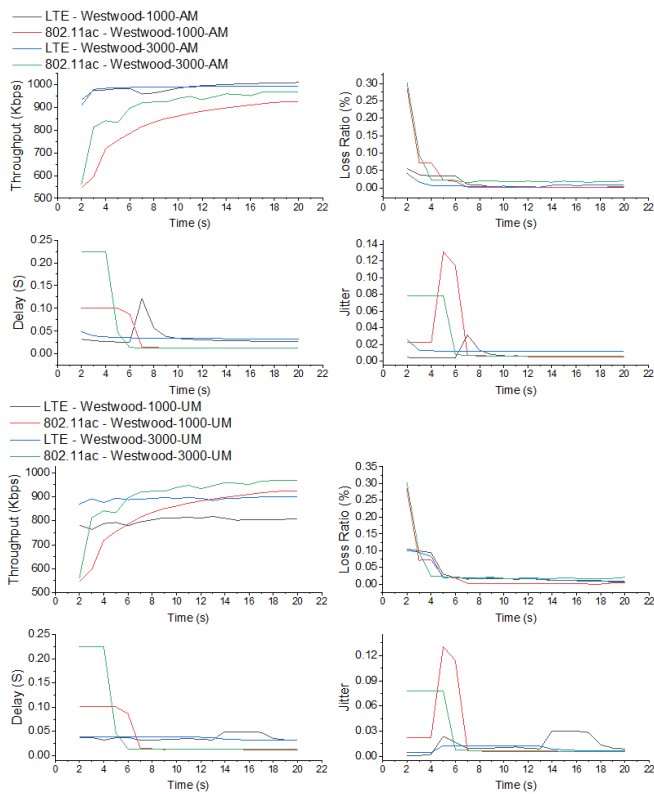 LTE - Westwood-1000-AM
802.11ac - Westwood-1000-AM
LTE - Westwood-3000-AM
802.11ac - Westwood-3000-AM
Throughput (Kbps)
1000
900
800
700
600
500
0 2 4 6 8 10 12 14 16 18 20 22
Time (s)
Loss Ratio (%)
0.30
0.25
0.20
0.15
0.10
0.05
0.00
0 2 4 6 8 10 12 14 16 18 20 22
Time (s)
Delay (S)
0.25
0.20
0.15
0.10
0.05
0.00
0 2 4 6 8 10 12 14 16 18 20 22
Time (s)
Jitter
0.14
0.12
0.10
0.08
0.06
0.04
0.02
0.00
0 2 4 6 8 10 12 14 16 18 20 22
Time (s)
LTE - Westwood-1000-UM
802.11ac - Westwood-1000-UM
LTE - Westwood-3000-UM
802.11ac - Westwood-3000-UM
Throughput (Kbps)
1000
900
800
700
600
500
0 2 4 6 8 10 12 14 16 18 20 22
Time (s)
Loss Ratio (%)
0.35
0.30
0.25
0.20
0.15
0.10
0.05
0.00
0 2 4 6 8 10 12 14 16 18 20 22
Time (s)
Delay (S)
0.25
0.20
0.15
0.10
0.05
0.00
0 2 4 6 8 10 12 14 16 18 20 22
Time (s)
Jitter
0.12
0.09
0.06
0.03
0.00
0 2 4 6 8 10 12 14 16 18 20 22
Time (s)